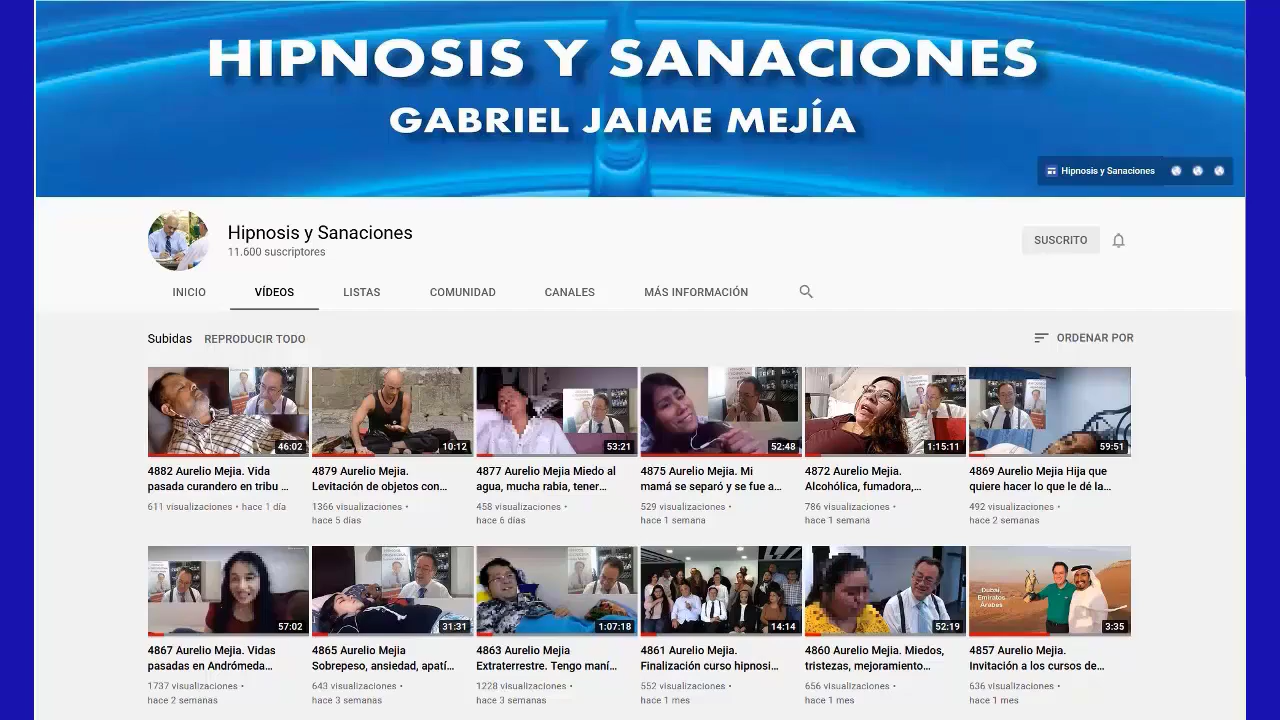 HIPNOSIS Y SANACIONES
GABRIEL JAIME MEJÍA
Hipnosis y Sanaciones
Hipnosis y Sanaciones
11.600 suscriptores
SUSCRITO
INICIO
VÍDEOS
LISTAS
COMUNIDAD
CANALES
MÁS INFORMACIÓN
Subidas
REPRODUCIR TODO
ORDENAR POR
46:02
4882 Aurelio Mejia. Vida
pasada curandero en tribu ...
611 visualizaciones • hace 1 día
10:12
4879 Aurelio Mejia.
Levitación de objetos con...
1366 visualizaciones •
hace 5 días
53:21
4877 Aurelio Mejia Miedo al
agua, mucha rabia, tener...
458 visualizaciones •
hace 6 días
52:48
4875 Aurelio Mejia. Mi
mamá se separó y se fue a...
529 visualizaciones •
hace 1 semana
1:15:11
4872 Aurelio Mejia.
Alcohólica, fumadora,...
786 visualizaciones •
hace 1 semana
59:51
4869 Aurelio Mejia Hija que
quiere hacer lo que le dé la...
492 visualizaciones •
hace 2 semanas
57:02
4867 Aurelio Mejia. Vidas
pasadas en Andrómeda...
1737 visualizaciones •
hace 2 semanas
31:31
4865 Aurelio Mejia
Sobrepeso, ansiedad, apatí...
643 visualizaciones •
hace 3 semanas
1:07:18
4863 Aurelio Mejia
Extraterrestre. Tengo maní...
1228 visualizaciones •
hace 3 semanas
14:14
4861 Aurelio Mejia.
Finalización curso hipnosi...
552 visualizaciones •
hace 1 mes
52:19
4860 Aurelio Mejia. Miedos,
tristezas, mejoramiento...
656 visualizaciones •
hace 1 mes
Dubai,
Emiratos
Árabes
3:35
4857 Aurelio Mejia.
Invitación a los cursos de...
636 visualizaciones •
hace 1 mes